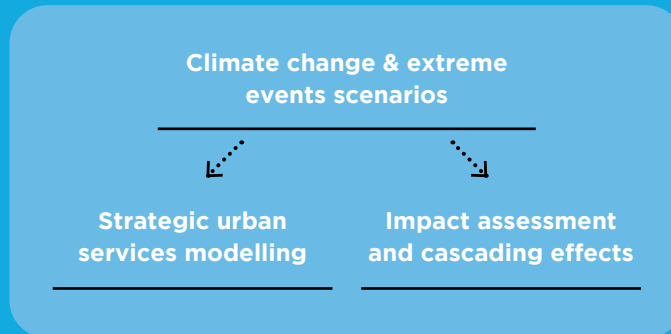 Climate change & extreme
events scenarios
Strategic urban
services modelling
Impact assessment
and cascading effects